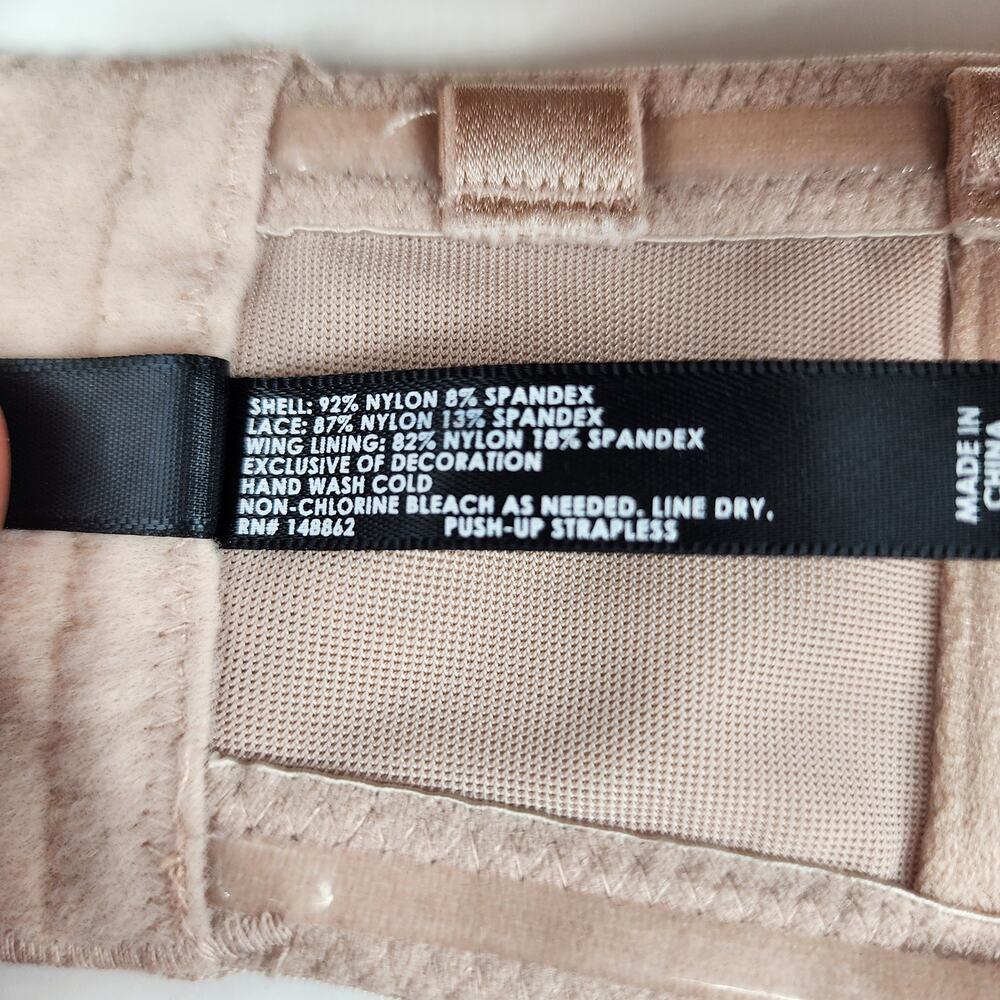 SHELL: 92% NYLON 8% SPANDEX
LACE: 87% NYLON 13% SPANDEX
WING LINING: 82% NYLON 18% SPANDEX
EXCLUSIVE OF DECORATION
HAND WASH COLD
NON-CHLORINE BLEACH AS NEEDED. LINE DRY.
RN# 148862 PUSH-UP STRAPLESS
MADE IN
CHINA